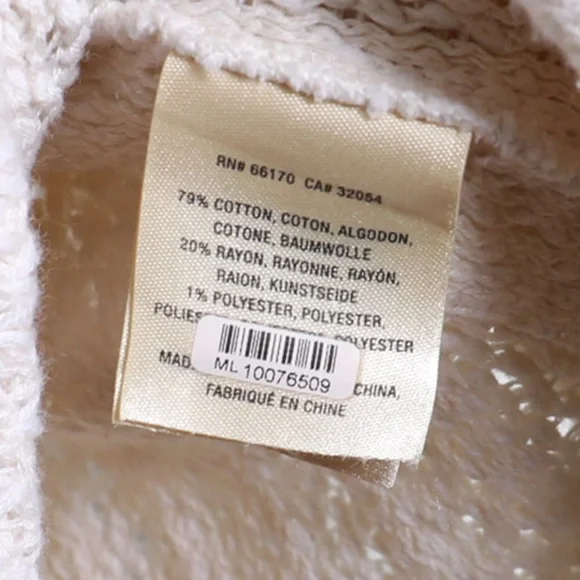 RN# 66170 CA# 32054
79% COTTON, COTON, ALGODON,
COTONE, BAUMWOLLE
20% RAYON, RAYONNE, RAYÓN,
RAION, KUNSTSEIDE
1% POLYESTER, POLYESTER,
POLYESTER
ML 10076509
CHINA,
FABRIQUÉ EN CHINE